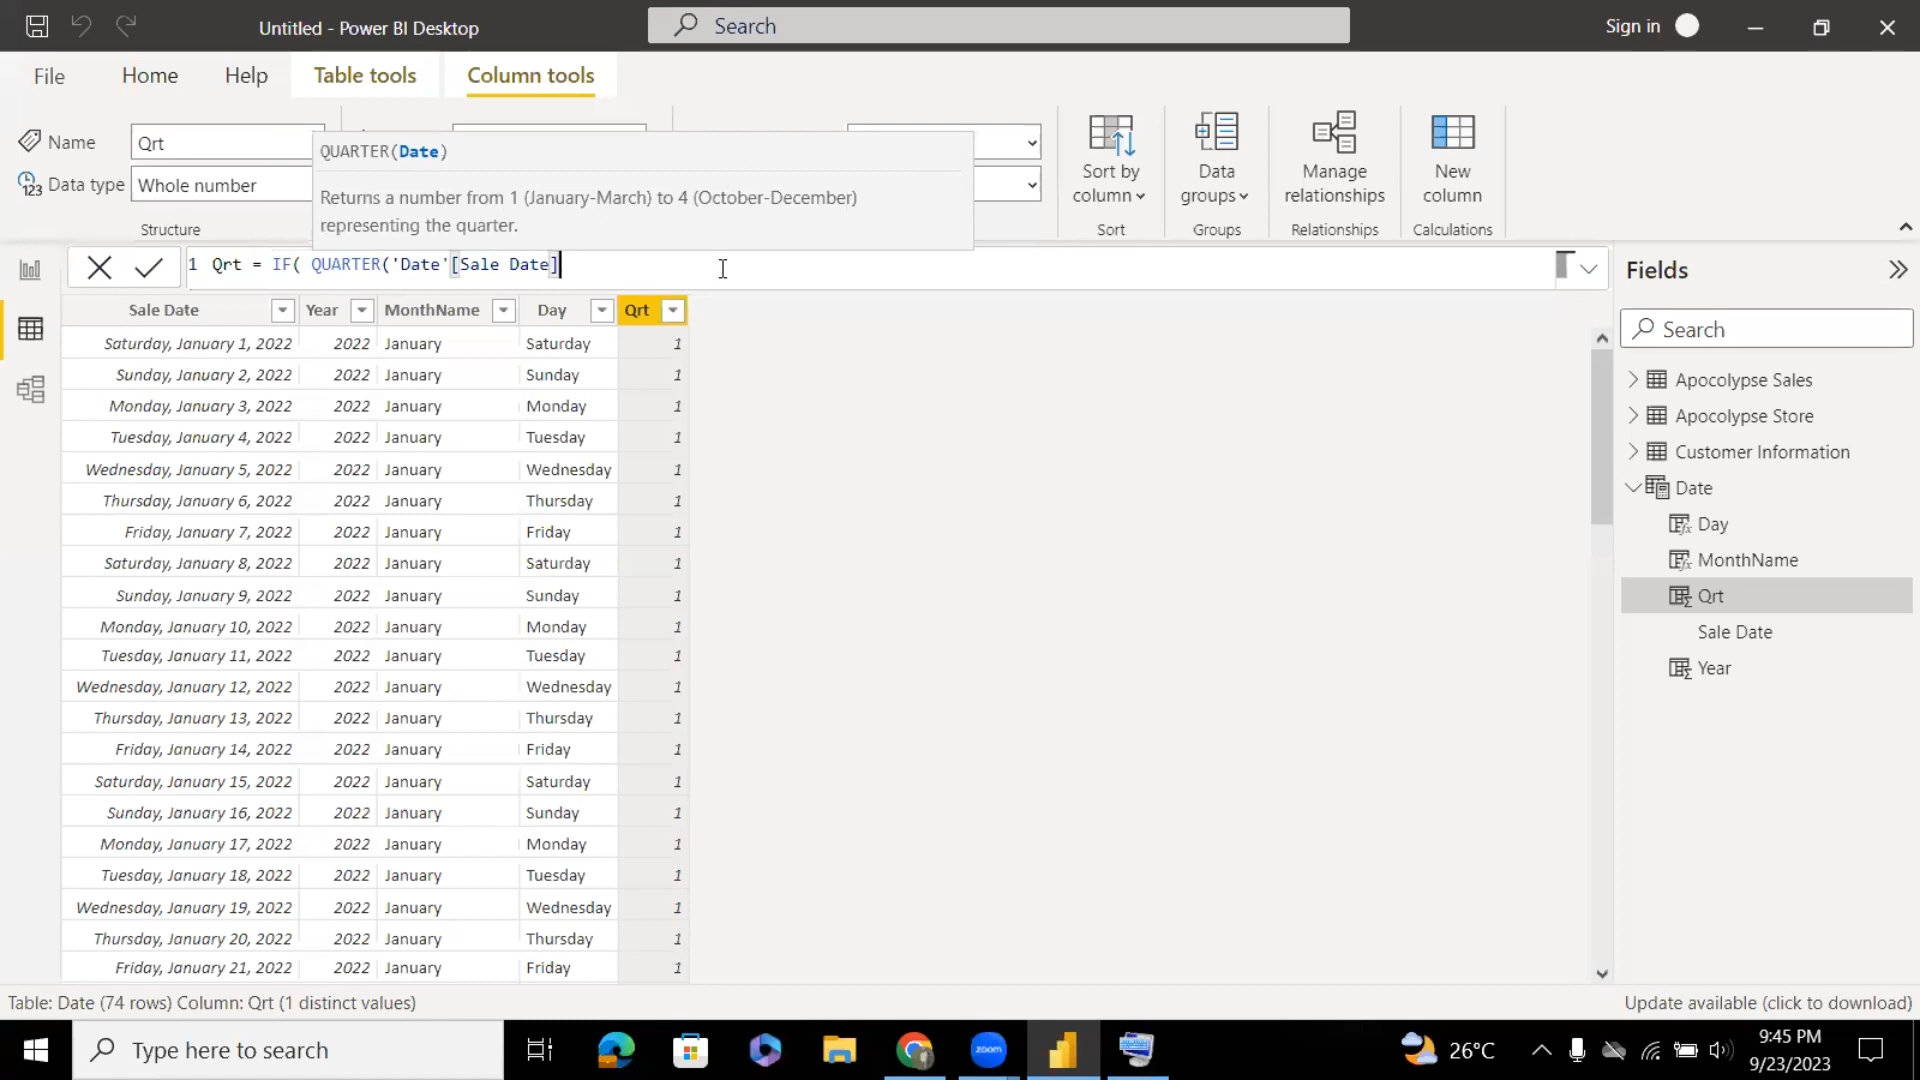 Untitled - Power BI Desktop
Search
Sign in
File
Home
Help
Table tools
Column tools
Name
Qrt
123 Data type
Whole number
Structure
QUARTER(Date)
Returns a number from 1 (January-March) to 4 (October-December)
representing the quarter.
Sort by
column
Sort
Data
groups
Groups
Manage
relationships
Relationships
New
column
Calculations
1 Qrt = IF( QUARTER('Date'[Sale Date]
Sale Date Year MonthName Day Qrt
Saturday, January 1, 2022 2022 January Saturday 1
Sunday, January 2, 2022 2022 January Sunday 1
Monday, January 3, 2022 2022 January Monday 1
Tuesday, January 4, 2022 2022 January Tuesday 1
Wednesday, January 5, 2022 2022 January Wednesday 1
Thursday, January 6, 2022 2022 January Thursday 1
Friday, January 7, 2022 2022 January Friday 1
Saturday, January 8, 2022 2022 January Saturday 1
Sunday, January 9, 2022 2022 January Sunday 1
Monday, January 10, 2022 2022 January Monday 1
Tuesday, January 11, 2022 2022 January Tuesday 1
Wednesday, January 12, 2022 2022 January Wednesday 1
Thursday, January 13, 2022 2022 January Thursday 1
Friday, January 14, 2022 2022 January Friday 1
Saturday, January 15, 2022 2022 January Saturday 1
Sunday, January 16, 2022 2022 January Sunday 1
Monday, January 17, 2022 2022 January Monday 1
Tuesday, January 18, 2022 2022 January Tuesday 1
Wednesday, January 19, 2022 2022 January Wednesday 1
Thursday, January 20, 2022 2022 January Thursday 1
Friday, January 21, 2022 2022 January Friday 1
Fields
Search
Apocolypse Sales
Apocolypse Store
Customer Information
Date
Day
MonthName
Qrt
Sale Date
Year
Table: Date (74 rows) Column: Qrt (1 distinct values)
Update available (click to download)
Type here to search
zoom
26°C
9:45 PM
9/23/2023